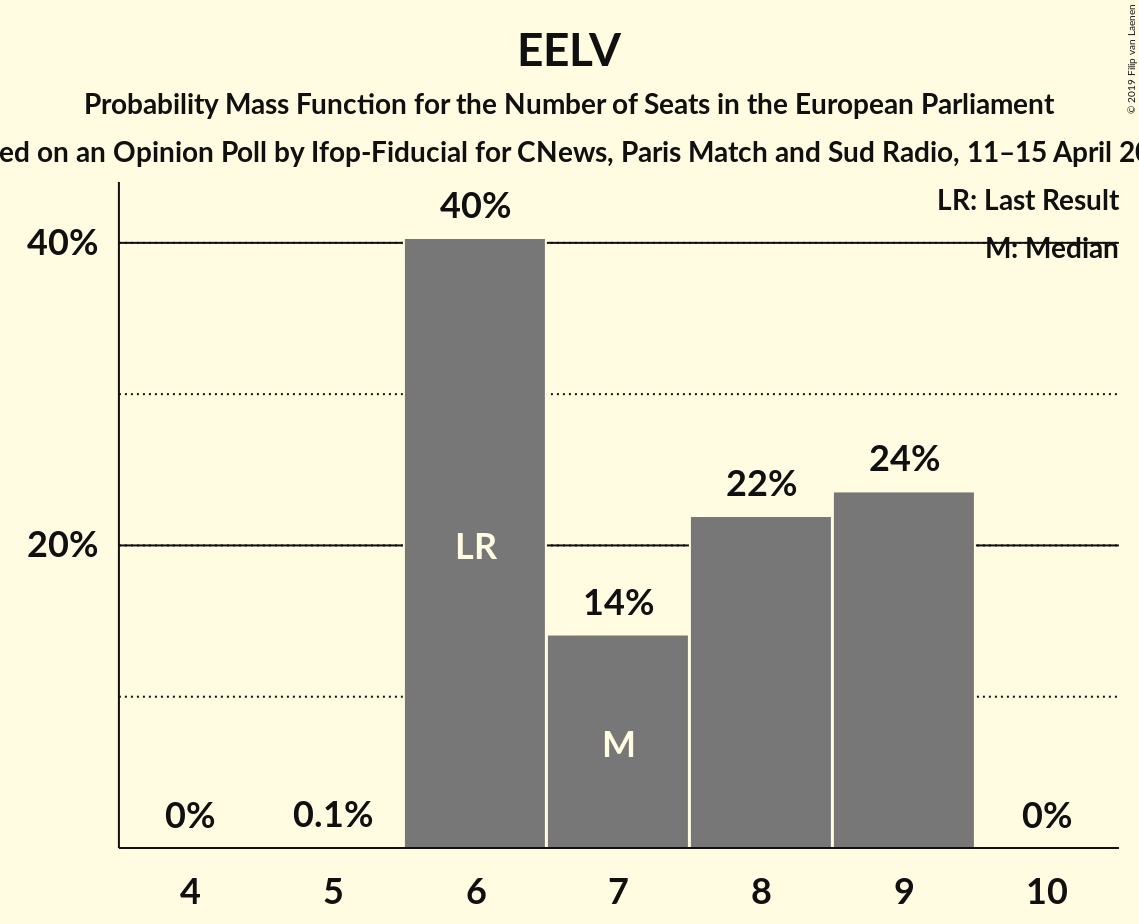 EELV
Probability Mass Function for the Number of Seats in the European Parliament
ed on an Opinion Poll by Ifop-Fiducial for CNews, Paris Match and Sud Radio, 11–15 April 20
© 2019 Filip van Laenen
LR: Last Result
M: Median
40%
20%
40%
24%
22%
14%
0%
0.1%
0%
LR
M
4 5 6 7 8 9 10